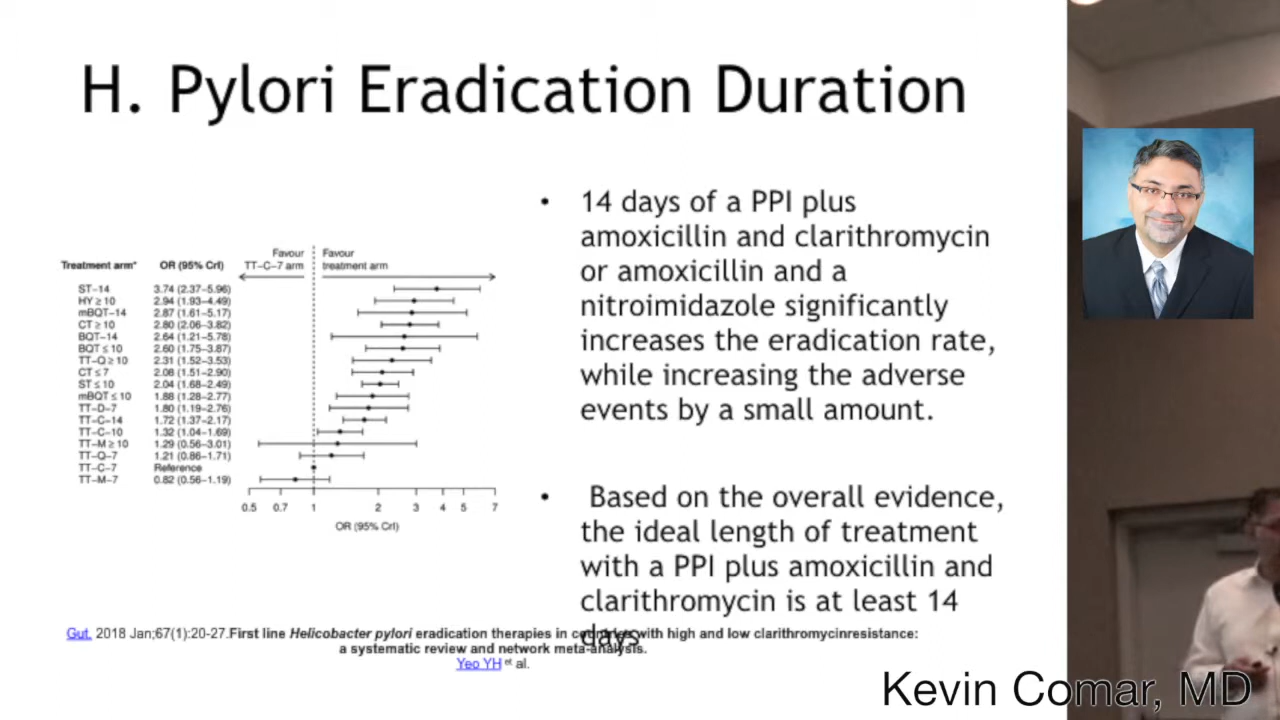 H. Pylori Eradication Duration
• 14 days of a PPI plus
amoxicillin and clarithromycin
or amoxicillin and a
nitroimidazole significantly
increases the eradication rate,
while increasing the adverse
events by a small amount.
• Based on the overall evidence,
the ideal length of treatment
with a PPI plus amoxicillin and
clarithromycin is at least 14
days
Favour Favour
Treatment arm* OR (95% CrI) TT-C-7 arm treatment arm
ST-14 3.74 (2.37-5.96)
HY ≥ 10 2.94 (1.93-4.49)
mBQT-14 2.87 (1.61-5.17)
CT ≥ 10 2.80 (2.06-3.82)
BQT-14 2.64 (1.21-5.78)
BQT ≤ 10 2.60 (1.75-3.87)
TT-Q ≥ 10 2.31 (1.52-3.53)
CT ≤ 7 2.08 (1.51-2.90)
ST ≤ 10 2.04 (1.68-2.49)
mBQT ≤ 10 1.88 (1.28-2.77)
TT-D-7 1.80 (1.19-2.76)
TT-C-14 1.72 (1.37-2.17)
TT-C-10 1.32 (1.04-1.69)
TT-M ≥ 10 1.29 (0.56-3.01)
TT-Q-7 1.21 (0.86-1.71)
TT-C-7 Reference
TT-M-7 0.82 (0.56-1.19)
0.5 0.7 1 2 3 4 5 7
OR (95% CrI)
Gut. 2018 Jan;67(1):20-27.First line Helicobacter pylori eradication therapies in countries with high and low clarithromycinresistance:
a systematic review and network meta-analysis.
Yeo YH et al.
Kevin Comar, MD